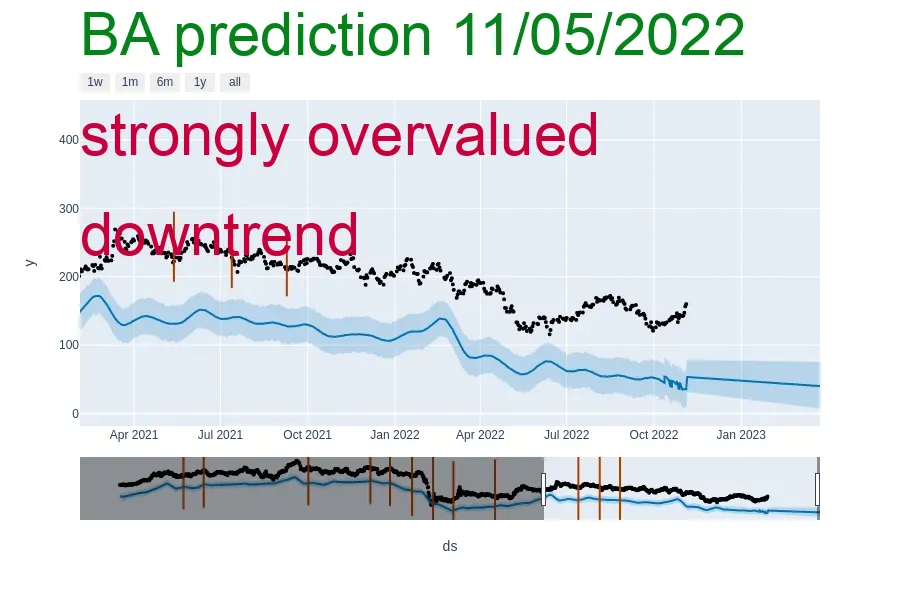 BA prediction 11/05/2022
1w 1m 6m 1y all
strongly overvalued
downtrend
400
300
200
100
0
y
Apr 2021 Jul 2021 Oct 2021 Jan 2022 Apr 2022 Jul 2022 Oct 2022 Jan 2023
ds